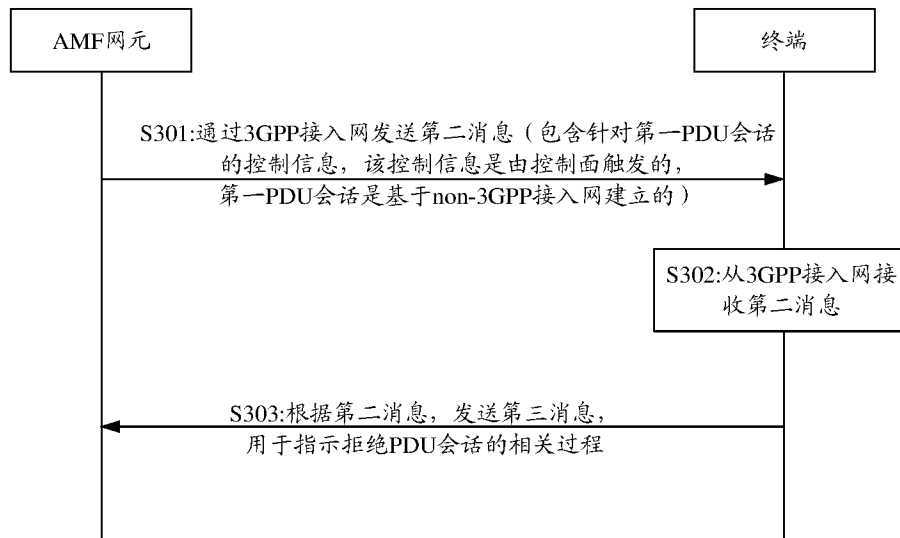 AMF网元
终端
S301:通过3GPP接入网发送第二消息（包含针对第一PDU会话
的控制信息，该控制信息是由控制面触发的，
第一PDU会话是基于non-3GPP接入网建立的）
S302:从3GPP接入网接
收第二消息
S303:根据第二消息，发送第三消息，
用于指示拒绝PDU会话的相关过程